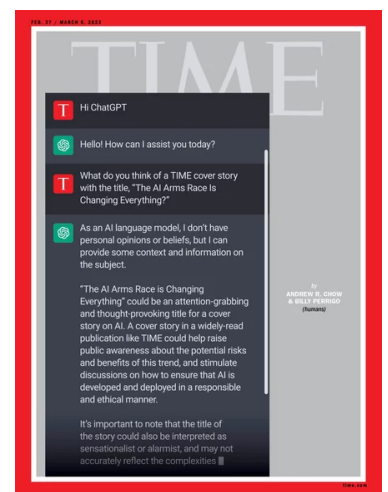 FEB. 27 / MARCH 6, 2023
TIME
T Hi ChatGPT
Hello! How can I assist you today?
T What do you think of a TIME cover story
with the title, "The AI Arms Race Is
Changing Everything?"
As an AI language model, I don't have
personal opinions or beliefs, but I can
provide some context and information on
the subject.
"The AI Arms Race is Changing
Everything" could be an attention-grabbing
and thought-provoking title for a cover
story on AI. A cover story in a widely-read
publication like TIME could help raise
public awareness about the potential risks
and benefits of this trend, and stimulate
discussions on how to ensure that AI is
developed and deployed in a responsible
and ethical manner.
It's important to note that the title of
the story could also be interpreted as
sensationalist or alarmist, and may not
accurately reflect the complexities
by
ANDREW R. CHOW
& BILLY PERRIGO
(humans)
time.com